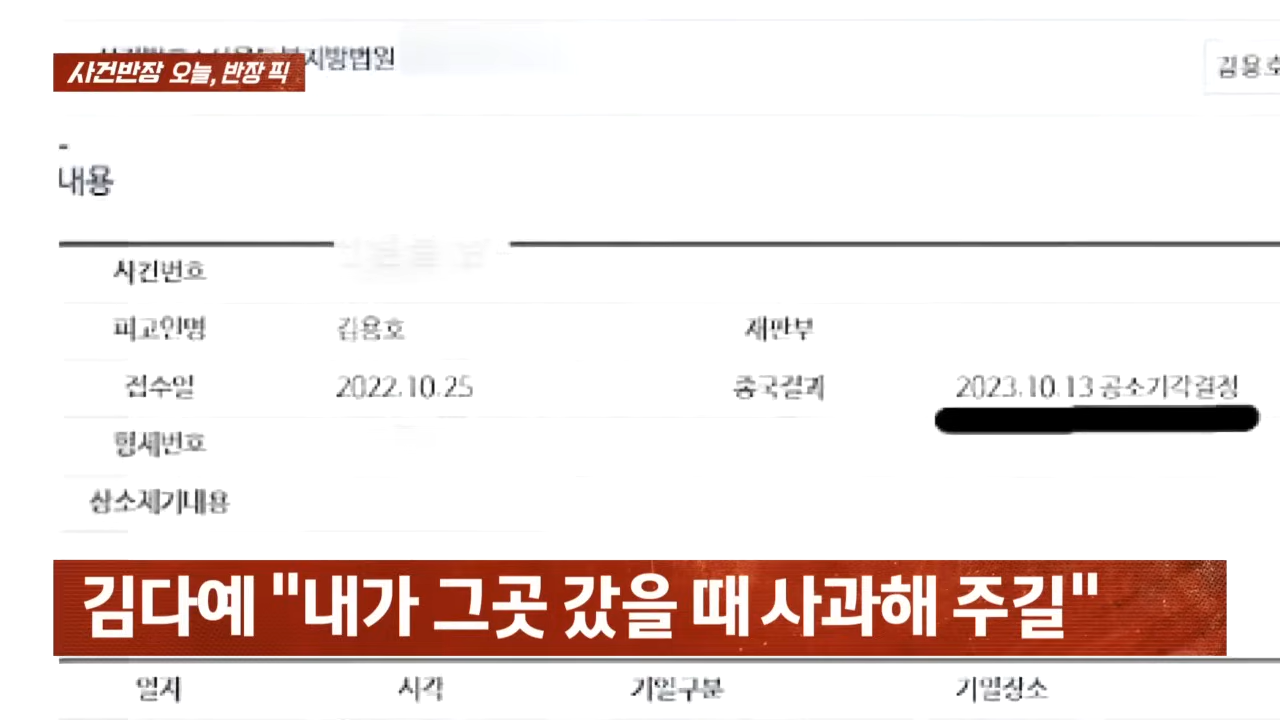 지방법원
사건반장 오늘, 반장 픽
김용호
내용
사건번호
피고인명 김용호 재판부
접수일 2022.10.25 종국결과 2023.10.13 공소기각결정
형제번호
상소제기내용
김다예 "내가 그곳 갔을 때 사과해 주길"
일자 시각 기일구분 기일장소